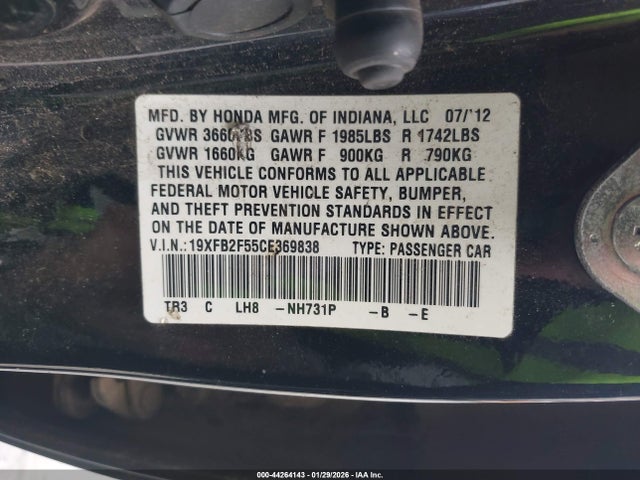 MFD. BY HONDA MFG. OF INDIANA, LLC 07/'12
GVWR 3660LBS GAWR F 1985LBS R 1742LBS
GVWR 1660KG GAWR F 900KG R 790KG
THIS VEHICLE CONFORMS TO ALL APPLICABLE
FEDERAL MOTOR VEHICLE SAFETY, BUMPER,
AND THEFT PREVENTION STANDARDS IN EFFECT
ON THE DATE OF MANUFACTURE SHOWN ABOVE.
V.I.N.:19XFB2F55CE369838 TYPE: PASSENGER CAR
TR3 C LH8 -NH731P -B -E
000-44264143 - 01/29/2026 - IAA Inc.